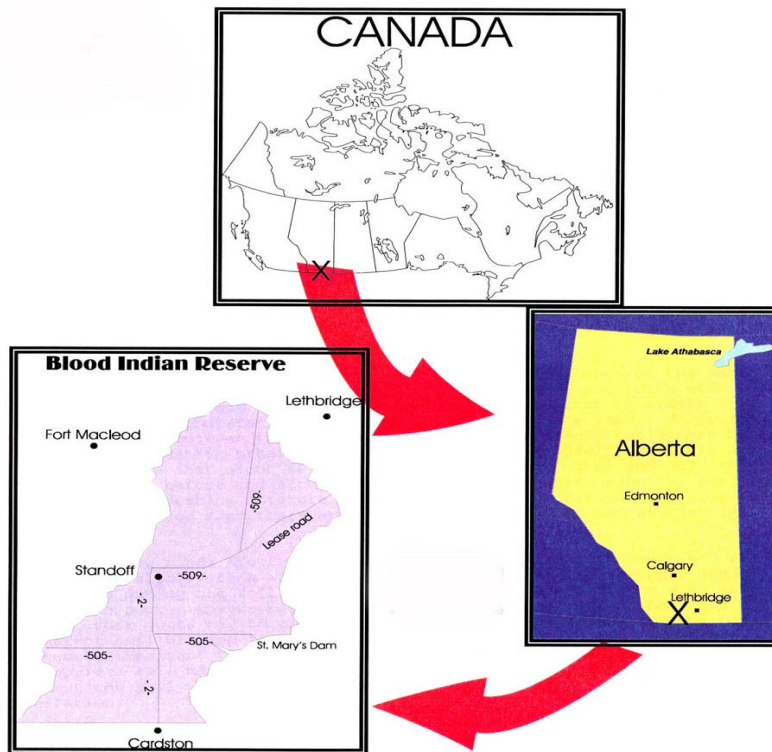 CANADA
X
Lake Athabasca
Alberta
Edmonton
Calgary
Lethbridge
X
Blood Indian Reserve
Lethbridge
Fort Macleod
-509-
Lease road
Standoff
-509-
-2-
-505-
St. Mary's Dam
-505-
-2-
Cardston